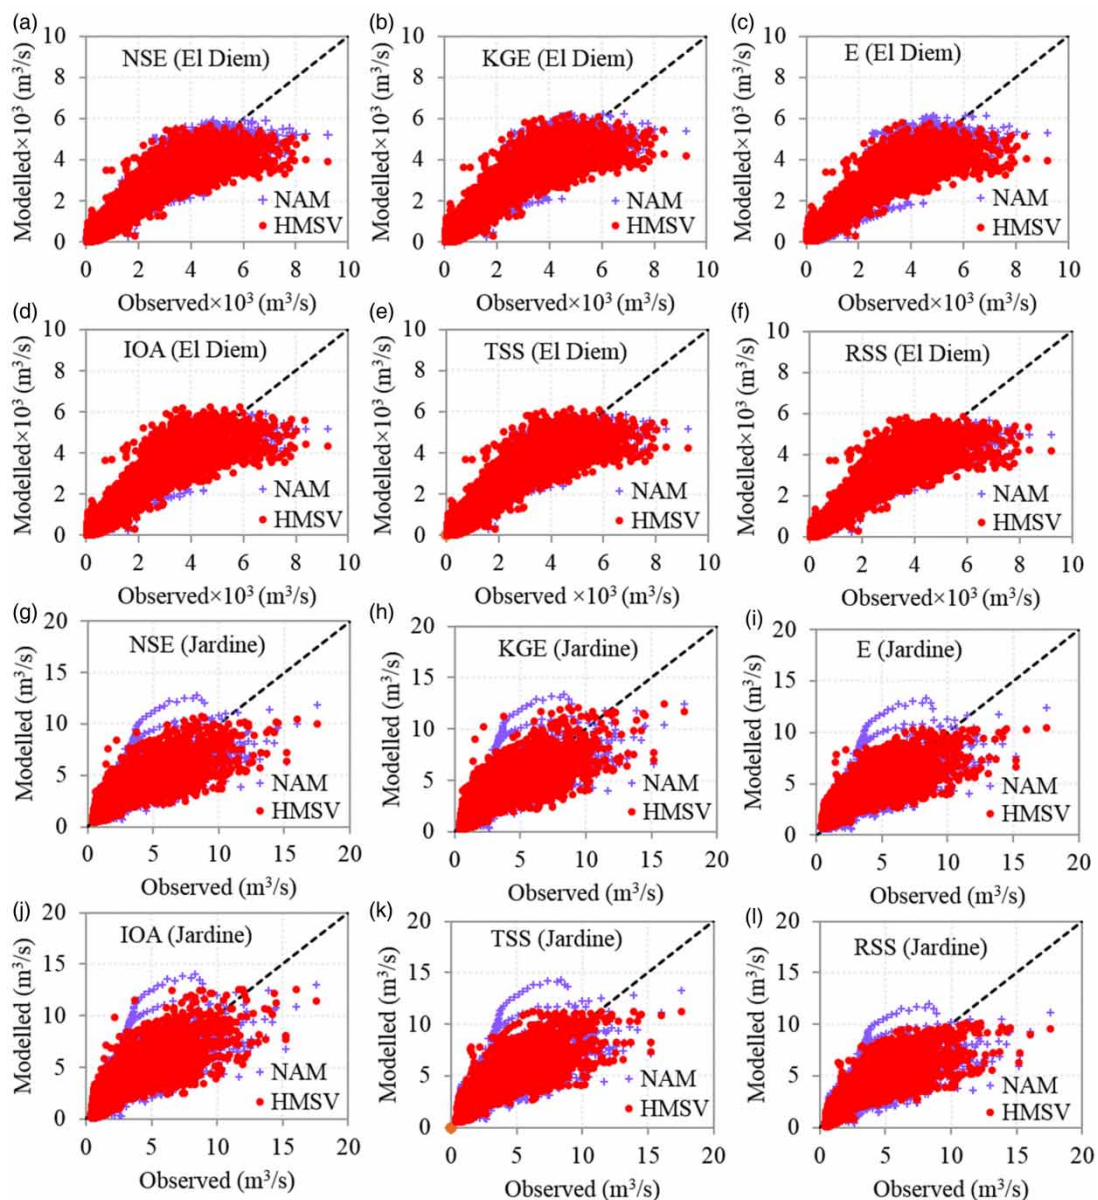 (a)
10
NSE (El Diem)
8
6
4
2
0
NAM
HMSV
Modelled×10³ (m³/s)
0 2 4 6 8 10
Observed×10³ (m³/s)
(b)
10
KGE (El Diem)
8
6
4
2
0
NAM
HMSV
Modelled×10³ (m³/s)
0 2 4 6 8 10
Observed×10³ (m³/s)
(c)
10
E (El Diem)
8
6
4
2
0
NAM
HMSV
Modelled×10³ (m³/s)
0 2 4 6 8 10
Observed×10³ (m³/s)
(d)
10
IOA (El Diem)
8
6
4
2
0
NAM
HMSV
Modelled×10³ (m³/s)
0 2 4 6 8 10
Observed×10³ (m³/s)
(e)
10
TSS (El Diem)
8
6
4
2
0
NAM
HMSV
Modelled×10³ (m³/s)
0 2 4 6 8 10
Observed ×10³ (m³/s)
(f)
10
RSS (El Diem)
8
6
4
2
0
NAM
HMSV
Modelled×10³ (m³/s)
0 2 4 6 8 10
Observed×10³ (m³/s)
(g)
20
NSE (Jardine)
15
10
5
0
NAM
HMSV
Modelled (m³/s)
0 5 10 15 20
Observed (m³/s)
(h)
20
KGE (Jardine)
15
10
5
0
NAM
HMSV
Modelled (m³/s)
0 5 10 15 20
Observed (m³/s)
(i)
20
E (Jardine)
15
10
5
0
NAM
HMSV
Modelled (m³/s)
0 5 10 15 20
Observed (m³/s)
(j)
20
IOA (Jardine)
15
10
5
0
NAM
HMSV
Modelled (m³/s)
0 5 10 15 20
Observed (m³/s)
(k)
20
TSS (Jardine)
15
10
5
0
NAM
HMSV
Modelled (m³/s)
0 5 10 15 20
Observed (m³/s)
(l)
20
RSS (Jardine)
15
10
5
0
NAM
HMSV
Modelled (m³/s)
0 5 10 15 20
Observed (m³/s)